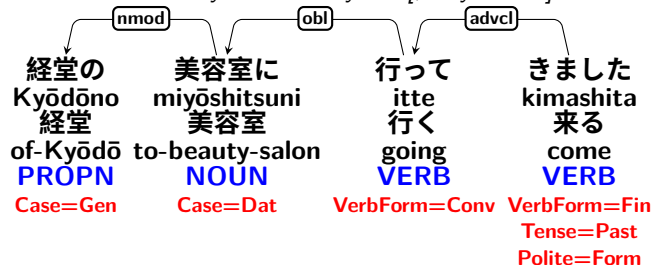 nmod obl advcl
経堂の 美容室に 行って きました
Kyōdōno miyōshitsuni itte kimashita
経堂 美容室 行く 来る
of-Kyōdō to-beauty-salon going come
PROPN NOUN VERB VERB
Case=Gen Case=Dat VerbForm=Conv VerbForm=Fin
Tense=Past
Polite=Form